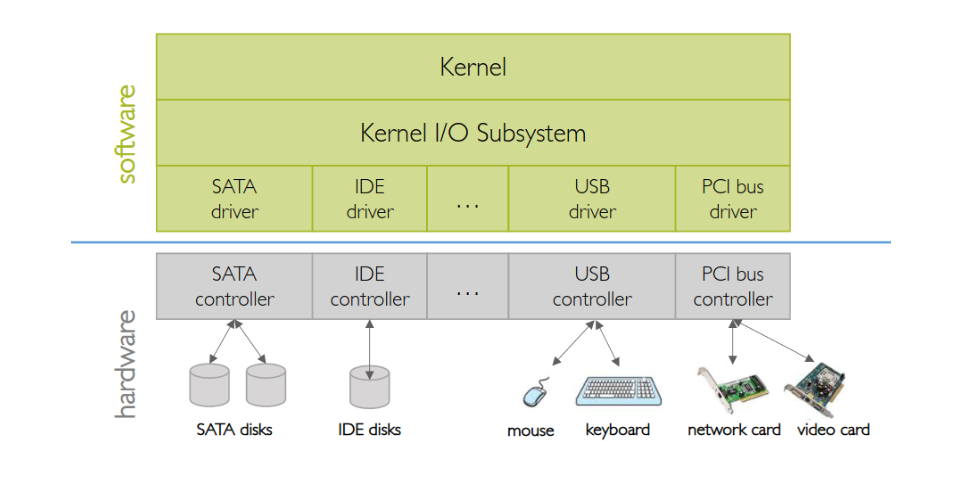 software
Kernel
Kernel I/O Subsystem
SATA
driver
IDE
driver
...
USB
driver
PCI bus
driver
hardware
SATA
controller
IDE
controller
...
USB
controller
PCI bus
controller
SATA disks
IDE disks
mouse
keyboard
network card
video card